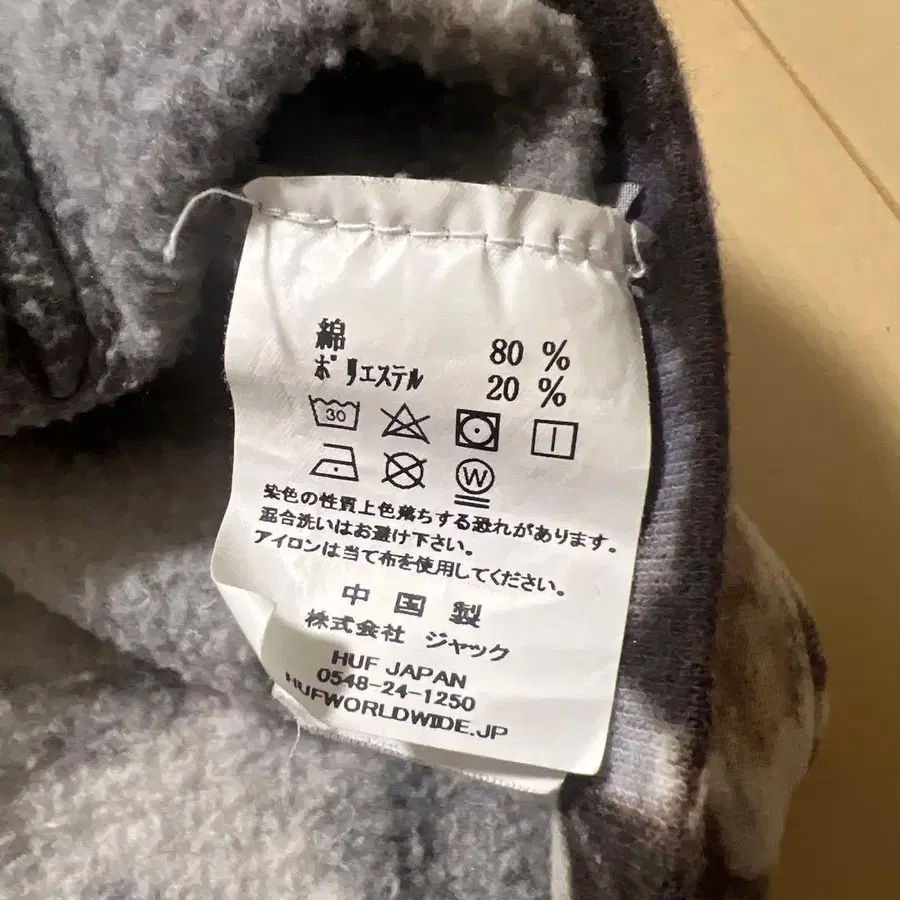 綿 80 %
ポリエステル 20 %
30
W
染色の性質上色落ちする恐れがあります。
混合洗いはお避け下さい。
アイロンは当て布を使用してください。
中国製
株式会社 ジャック
HUF JAPAN
0548-24-1250
HUFWORLDWIDE.JP